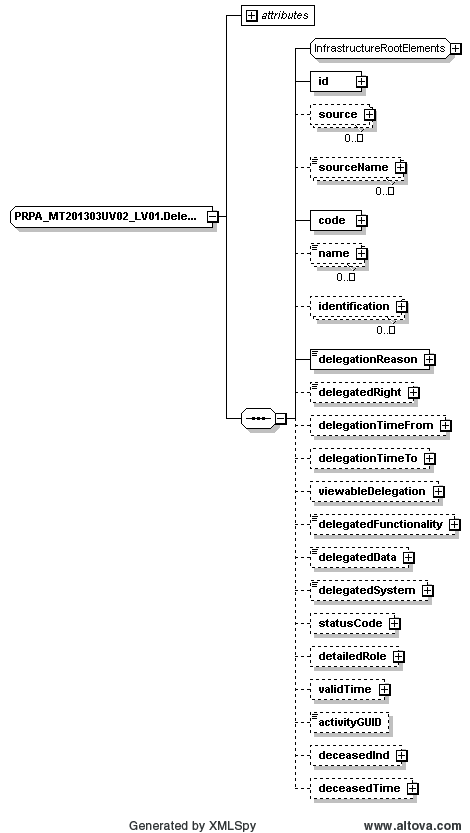 attributes
InfrastructureRootElements
id
source
0..□
sourceName
0..□
PRPA_MT201303UV02_LV01.Dele...
code
name
0..□
identification
0..□
delegationReason
delegatedRight
delegationTimeFrom
delegationTimeTo
viewableDelegation
delegatedFunctionality
delegatedData
delegatedSystem
statusCode
detailedRole
validTime
activityGUID
deceasedInd
deceasedTime
Generated by XMLSpy
www.altova.com